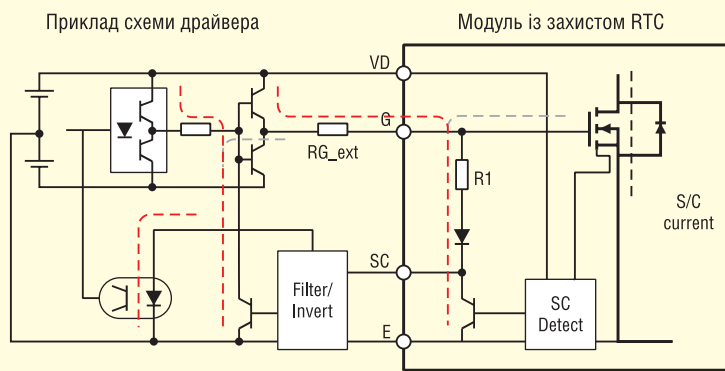 Приклад схеми драйвера
Модуль із захистом RTC
VD
G
RG_ext
R1
S/C
current
SC
Filter/
Invert
SC
Detect
E